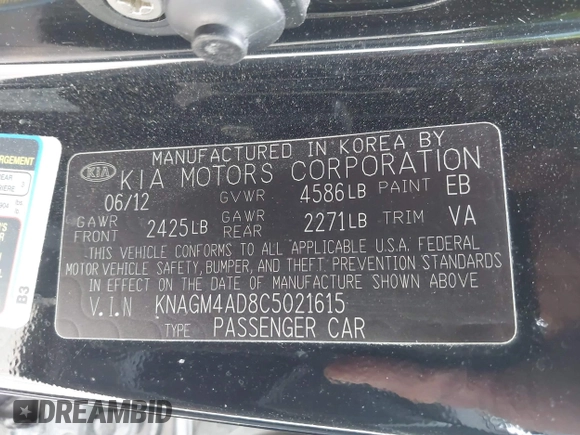 MANUFACTURED IN KOREA BY
KIA KIA MOTORS CORPORATION
06/12 GVWR 4586LB PAINT EB
GAWR FRONT 2425LB GAWR REAR 2271LB TRIM VA
THIS VEHICLE CONFORMS TO ALL APPLICABLE U.S.A. FEDERAL
MOTOR VEHICLE SAFETY, BUMPER, AND THEFT PREVENTION STANDARDS
IN EFFECT ON THE DATE OF MANUFACTURE SHOWN ABOVE
V.I.N KNAGM4AD8C5021615
TYPE PASSENGER CAR
B3
DREAMBID